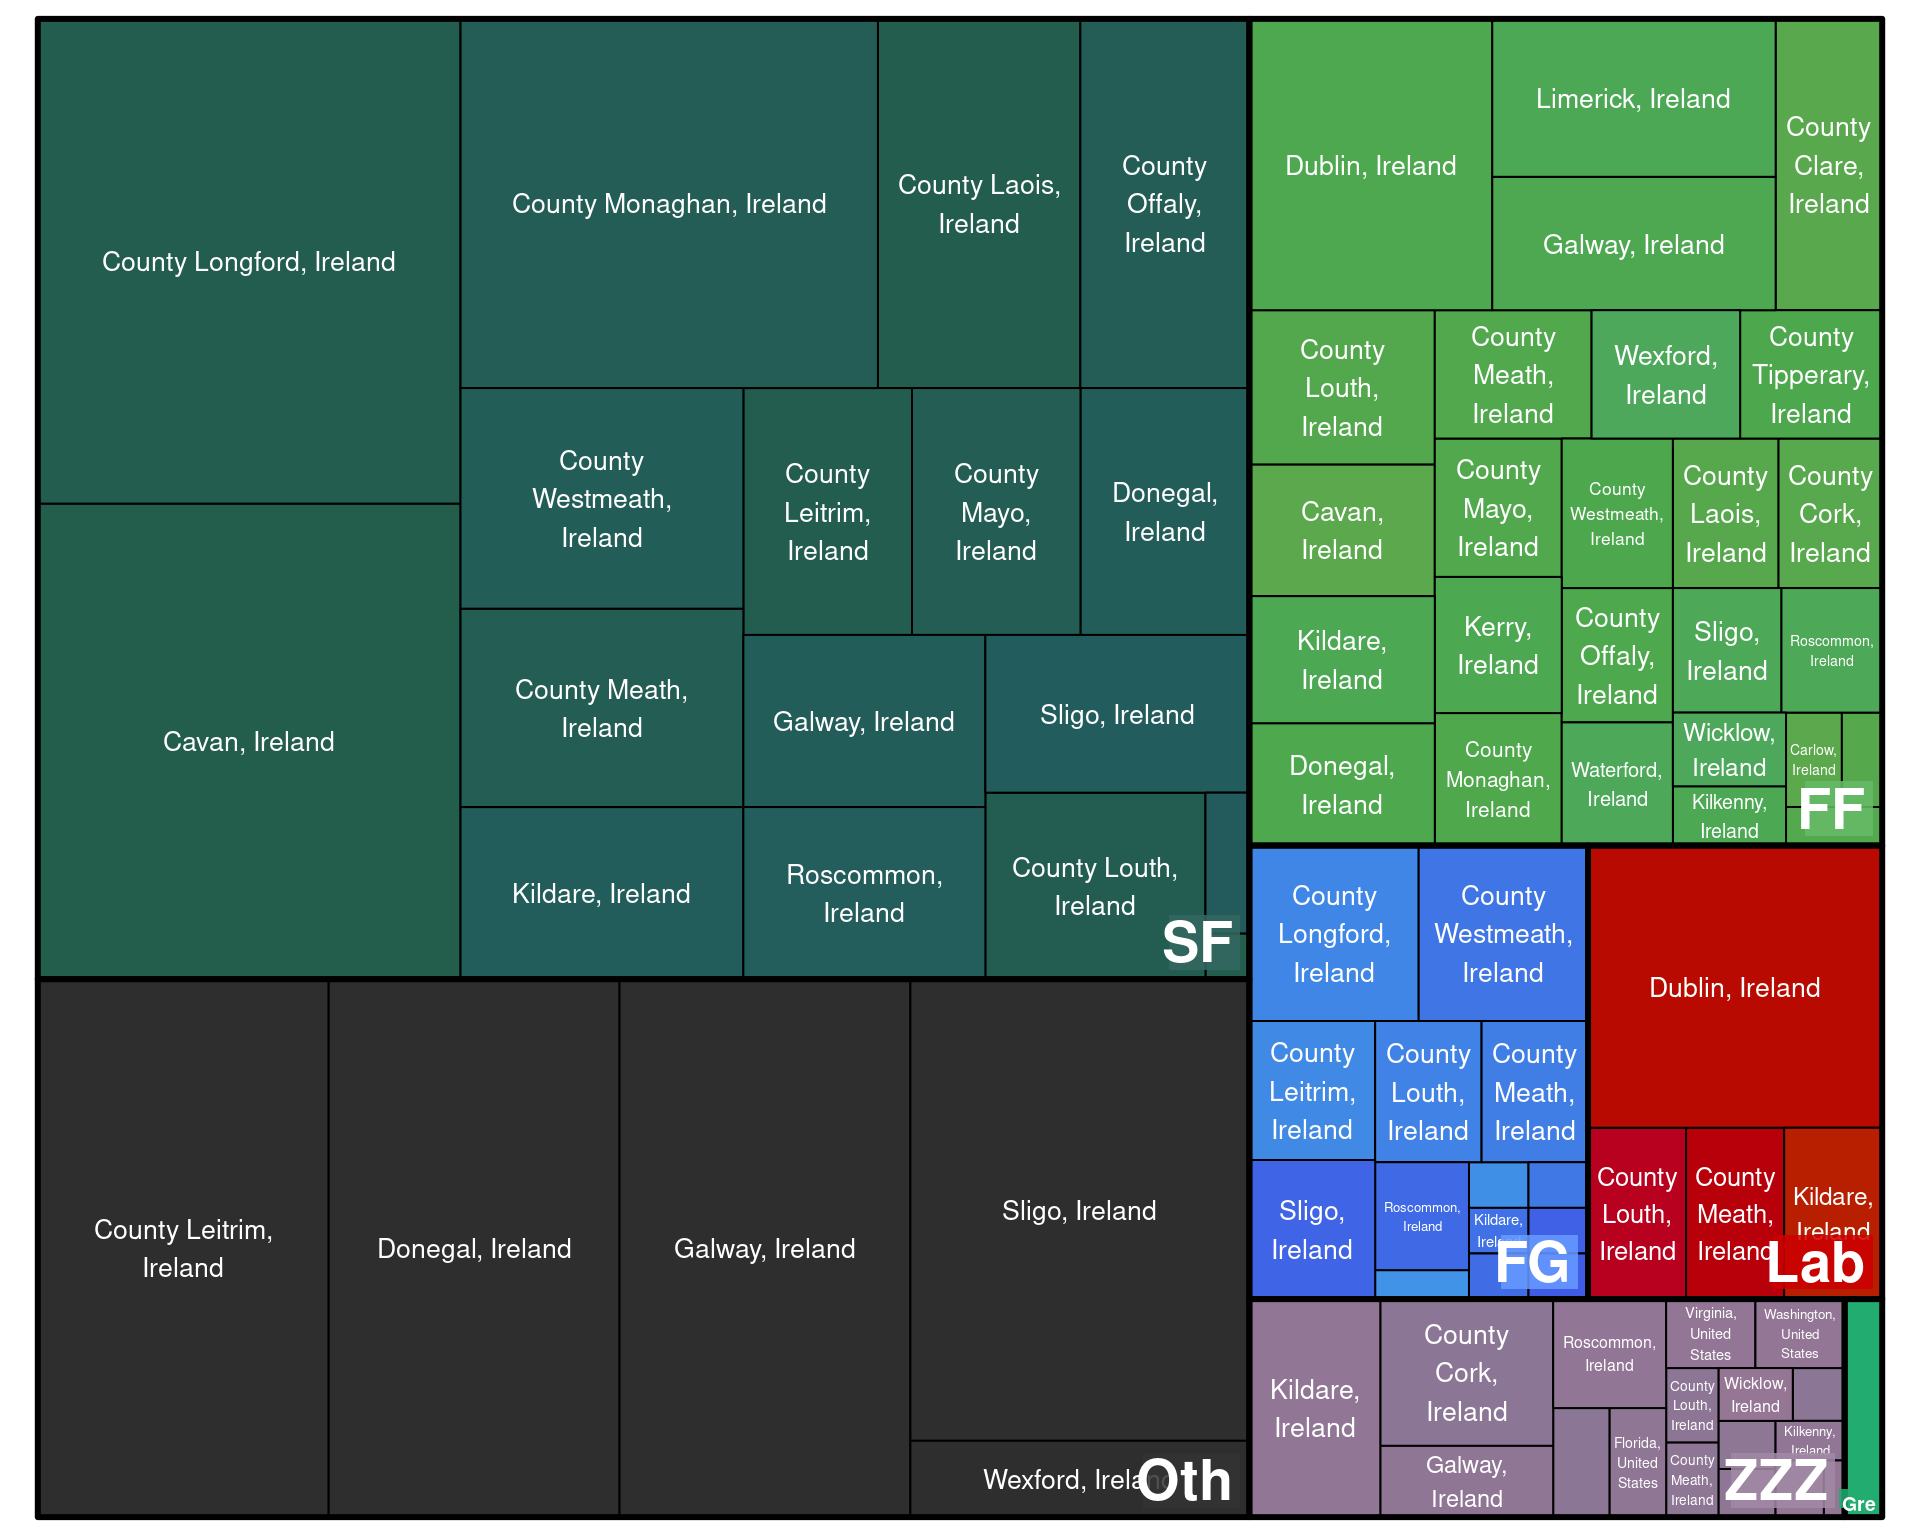 County Longford, Ireland
County Monaghan, Ireland
County Laois,
Ireland
County
Offaly,
Ireland
Cavan, Ireland
County
Westmeath,
Ireland
County
Leitrim,
Ireland
County
Mayo,
Ireland
Donegal,
Ireland
County Meath,
Ireland
Galway, Ireland
Sligo, Ireland
Kildare, Ireland
Roscommon,
Ireland
County Louth,
Ireland
SF
County Leitrim,
Ireland
Donegal, Ireland
Galway, Ireland
Sligo, Ireland
Wexford, Ireland
Oth
Dublin, Ireland
Limerick, Ireland
Galway, Ireland
County
Clare,
Ireland
County
Louth,
Ireland
County
Meath,
Ireland
Wexford,
Ireland
County
Tipperary,
Ireland
Cavan,
Ireland
County
Mayo,
Ireland
County
Westmeath,
Ireland
County
Laois,
Ireland
County
Cork,
Ireland
Kildare,
Ireland
Kerry,
Ireland
County
Offaly,
Ireland
Sligo,
Ireland
Roscommon,
Ireland
Donegal,
Ireland
County
Monaghan,
Ireland
Waterford,
Ireland
Wicklow,
Ireland
Kilkenny,
Ireland
Carlow,
Ireland
FF
County
Longford,
Ireland
County
Westmeath,
Ireland
County
Leitrim,
Ireland
County
Louth,
Ireland
County
Meath,
Ireland
Sligo,
Ireland
Roscommon,
Ireland
Kildare,
Ireland
FG
Dublin, Ireland
County
Louth,
Ireland
County
Meath,
Ireland
Kildare,
Ireland
Lab
Kildare,
Ireland
County
Cork,
Ireland
Galway,
Ireland
Roscommon,
Ireland
Florida,
United
States
Virginia,
United
States
Washington,
United
States
County
Louth,
Ireland
Wicklow,
Ireland
County
Meath,
Ireland
Kilkenny,
Ireland
ZZZ
Gre